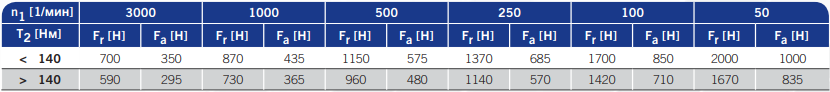 n1 [1/мин] 3000 1000 500 250 100 50
T2 [Нм] Fr [H] Fa [H] Fr [H] Fa [H] Fr [H] Fa [H] Fr [H] Fa [H] Fr [H] Fa [H] Fr [H] Fa [H]
< 140 700 350 870 435 1150 575 1370 685 1700 850 2000 1000
> 140 590 295 730 365 960 480 1140 570 1420 710 1670 835